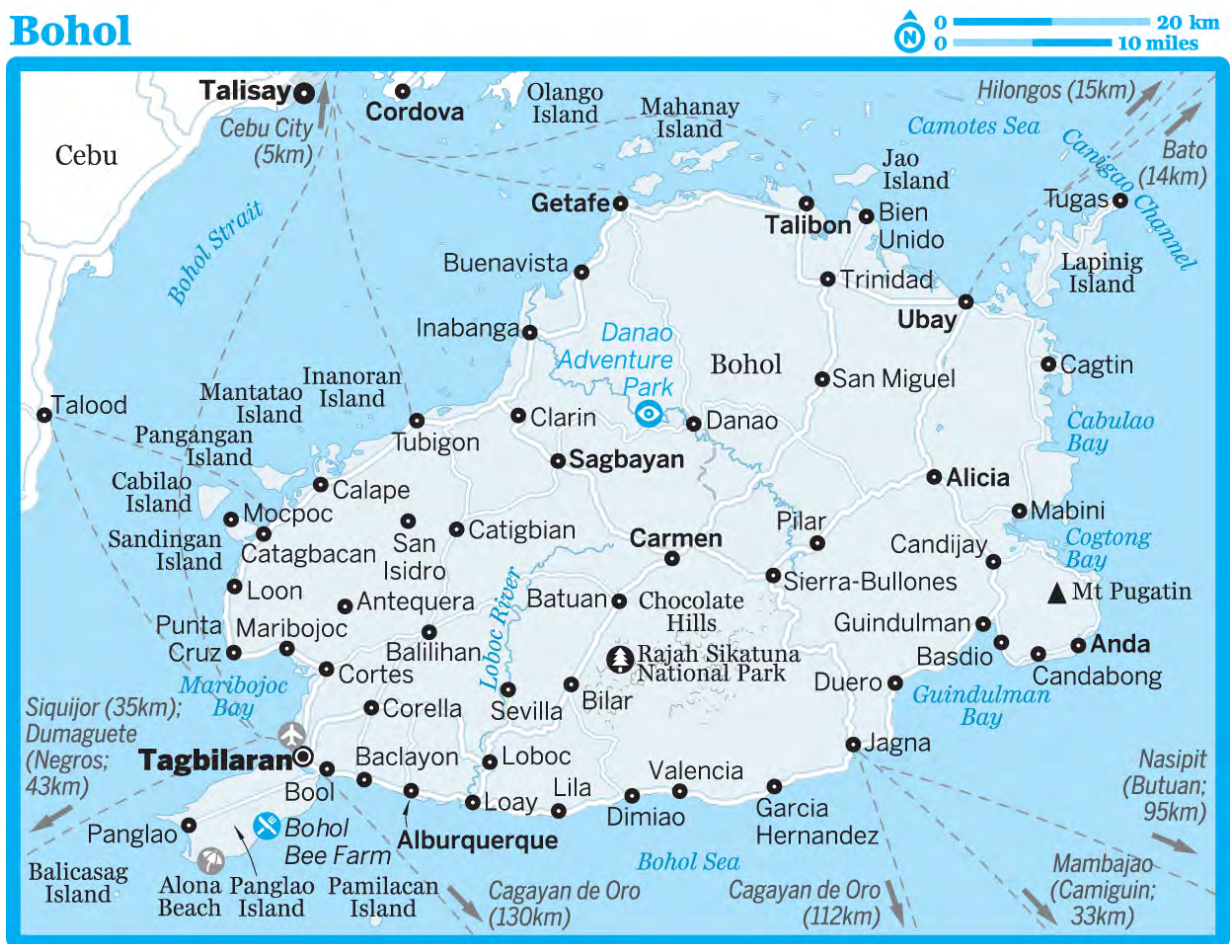 Bohol
N
0 20 km
0 10 miles
Talisay
Cordova
Olango
Island
Mahanay
Island
Hilongos (15km)
Cebu City
(5km)
Cebu
Camotes Sea
Canigao Channel
Bato
(14km)
Jao
Island
Bohol Strait
Getafe
Talibon
Bien
Unido
Tugas
Buenavista
Trinidad
Lapinig
Island
Ubay
Inabanga
Danao
Adventure
Park
Bohol
Cagtin
San Miguel
Inanoran
Island
Mantatao
Island
Talood
Tubigon
Clarin
Danao
Cabulao
Bay
Pangangan
Island
Sagbayan
Cabilao
Island
Calape
Alicia
Mocpoc
Mabini
Sandingan
Island
Catagbacan
San
Isidro
Catigbian
Carmen
Pilar
Candijay
Cogtong
Bay
Loon
Antequera
Loboc River
Batuan
Chocolate
Hills
Sierra-Bullones
Mt Pugatin
Punta
Cruz
Maribojoc
Balilihan
Guindulman
Rajah Sikatuna
National Park
Basdio
Anda
Candabong
Cortes
Maribojoc
Bay
Corella
Sevilla
Bilar
Duero
Guindulman
Bay
Siquijor (35km);
Dumaguete
(Negros;
43km)
Tagbilaran
Baclayon
Loboc
Jagna
Nasipit
(Butuan;
95km)
Bool
Lila
Valencia
Loay
Dimiao
Garcia
Hernandez
Panglao
Bohol
Bee Farm
Alburquerque
Bohol Sea
Balicasag
Island
Alona
Beach
Panglao
Island
Pamilacan
Island
Cagayan de Oro
(130km)
Cagayan de Oro
(112km)
Mambajao
(Camiguin;
33km)